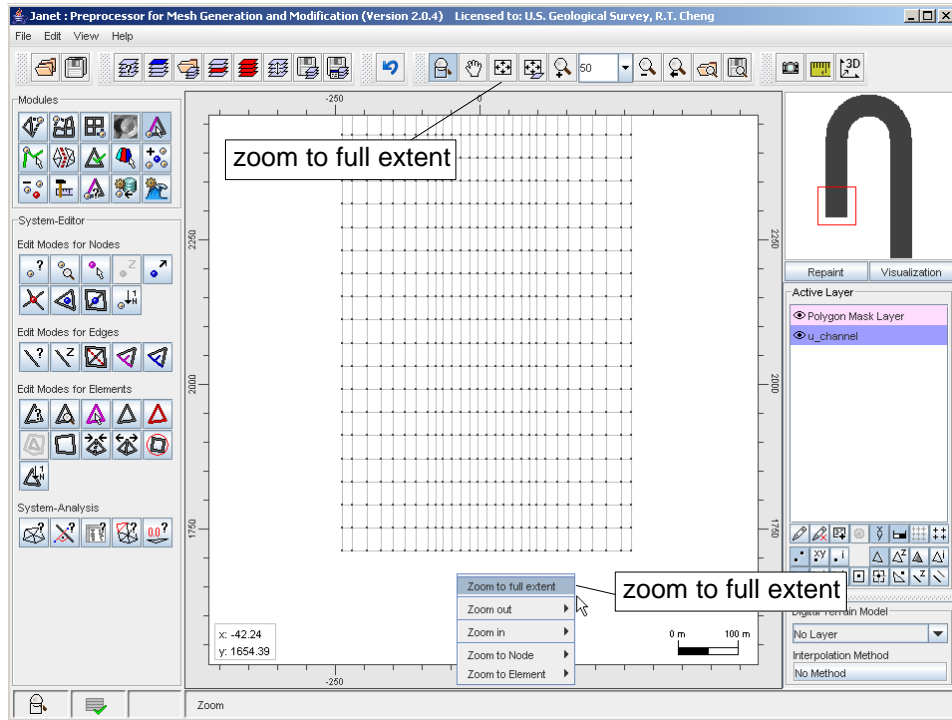 Janet : Preprocessor for Mesh Generation and Modification (Version 2.0.4) Licensed to: U.S. Geological Survey, R.T. Cheng
File Edit View Help
50
3D
Modules
System-Editor
Edit Modes for Nodes
Edit Modes for Edges
Edit Modes for Elements
System-Analysis
-250
0
zoom to full extent
2250
2250
2000
2000
1750
1750
Zoom to full extent
Zoom out
Zoom in
Zoom to Node
Zoom to Element
zoom to full extent
x: -42.24
y: 1654.39
0 m
100 m
-250
Repaint
Visualization
Active Layer
Polygon Mask Layer
u_channel
Digital Terrain Model
No Layer
Interpolation Method
No Method
Zoom